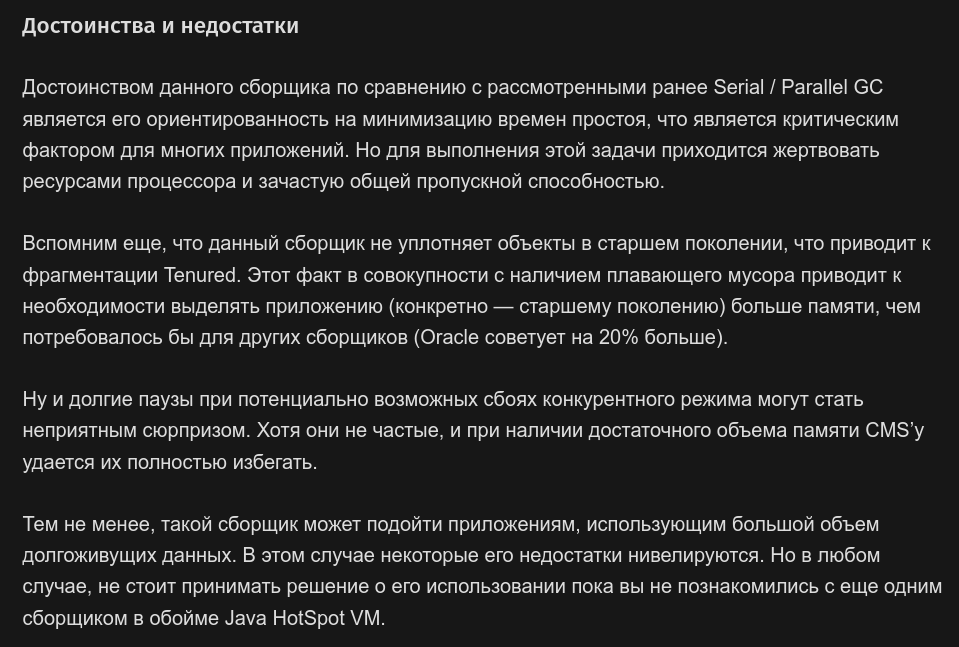 Достоинства и недостатки
Достоинством данного сборщика по сравнению с рассмотренными ранее Serial / Parallel GC
является его ориентированность на минимизацию времен простоя, что является критическим
фактором для многих приложений. Но для выполнения этой задачи приходится жертвовать
ресурсами процессора и зачастую общей пропускной способностью.
Вспомним еще, что данный сборщик не уплотняет объекты в старшем поколении, что приводит к
фрагментации Tenured. Этот факт в совокупности с наличием плавающего мусора приводит к
необходимости выделять приложению (конкретно — старшему поколению) больше памяти, чем
потребовалось бы для других сборщиков (Oracle советует на 20% больше).
Ну и долгие паузы при потенциально возможных сбоях конкурентного режима могут стать
неприятным сюрпризом. Хотя они не частые, и при наличии достаточного объема памяти CMS’у
удается их полностью избегать.
Тем не менее, такой сборщик может подойти приложениям, использующим большой объем
долгоживущих данных. В этом случае некоторые его недостатки нивелируются. Но в любом
случае, не стоит принимать решение о его использовании пока вы не познакомились с еще одним
сборщиком в обойме Java HotSpot VM.